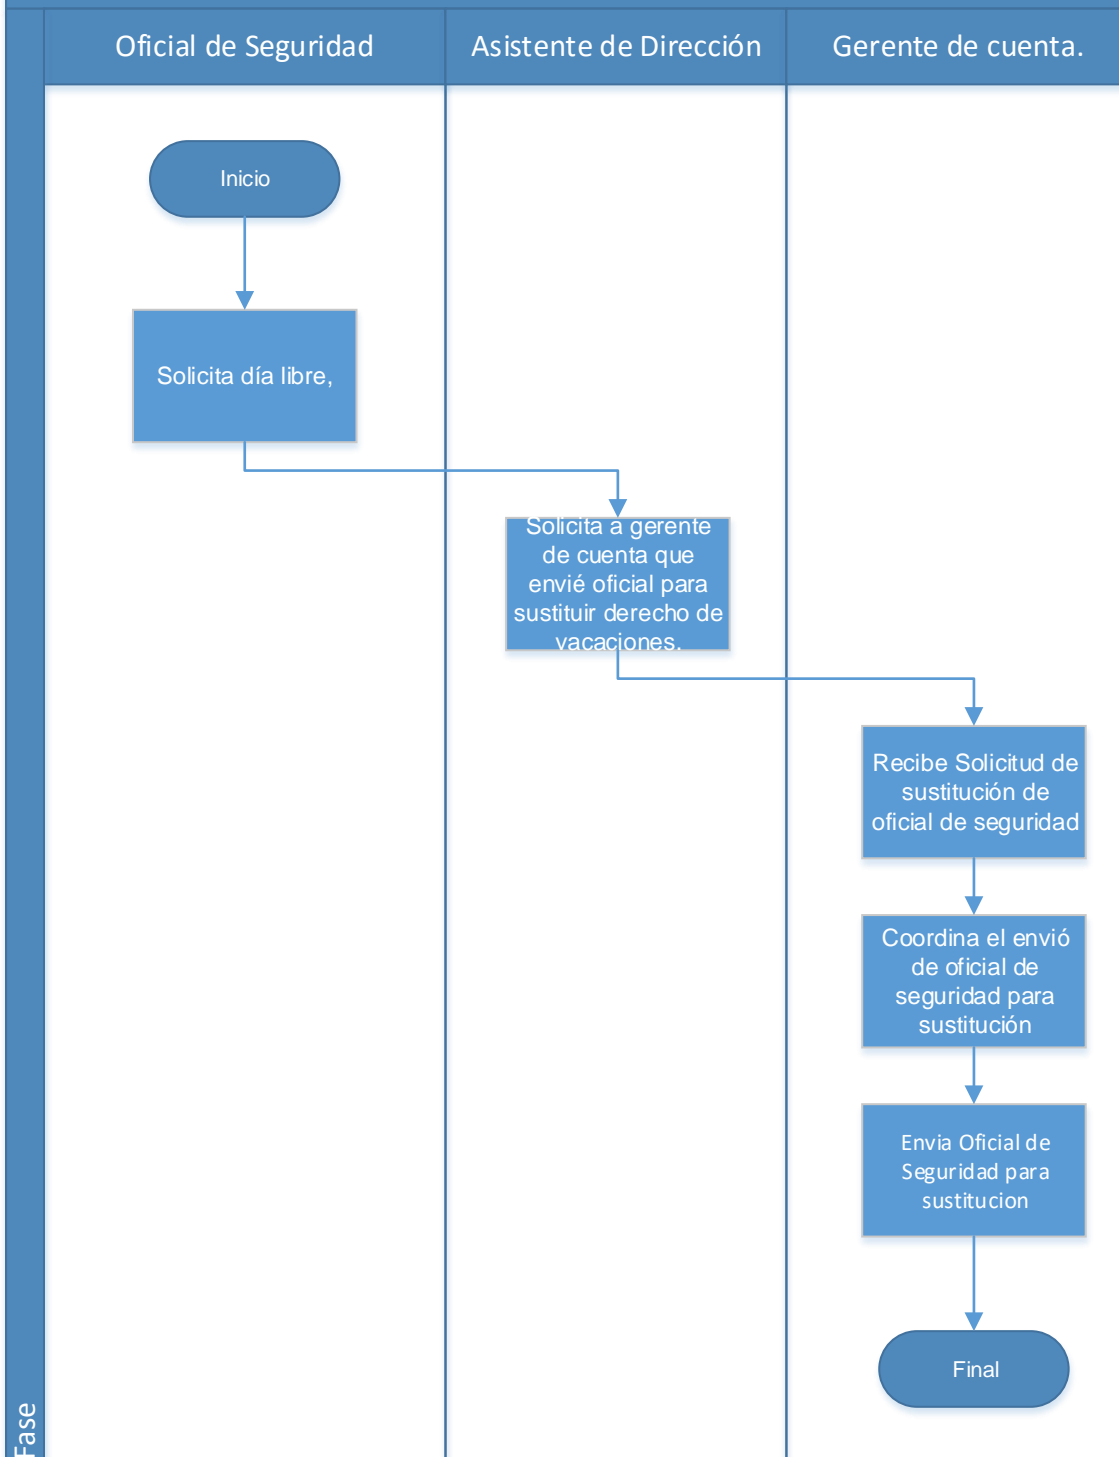 Oficial de Seguridad
Asistente de Dirección
Gerente de cuenta.
Inicio
Solicita día libre,
Solicita a gerente
de cuenta que
envié oficial para
sustituir derecho de
vacaciones.
Recibe Solicitud de
sustitución de
oficial de seguridad
Coordina el envió
de oficial de
seguridad para
sustitución
Envia Oficial de
Seguridad para
sustitucion
Final
Fase